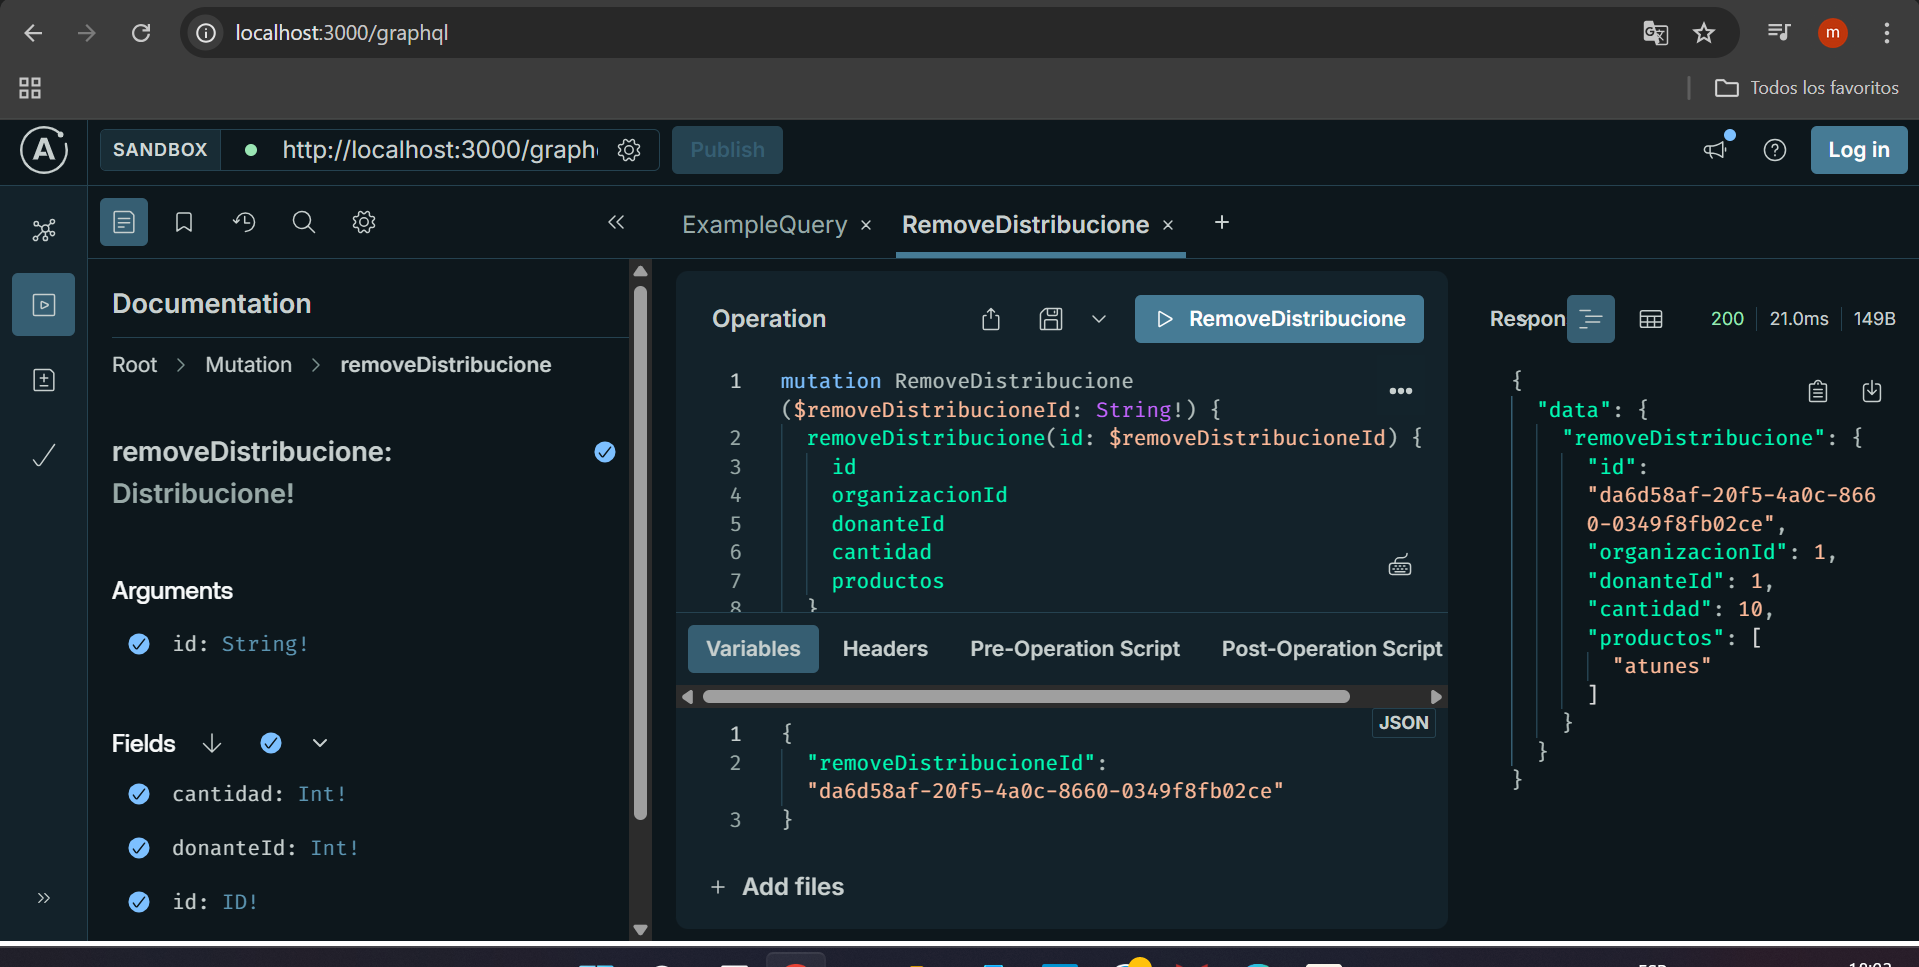 localhost:3000/graphql
m
Todos los favoritos
A
SANDBOX
http://localhost:3000/graph
Publish
Log in
ExampleQuery ×
RemoveDistribucione ×
+
Documentation
Root > Mutation > removeDistribucione
removeDistribucione:
Distribucione!
Arguments
id: String!
Fields
cantidad: Int!
donanteId: Int!
id: ID!
Operation
RemoveDistribucione
1 mutation RemoveDistribucione
($removeDistribucioneId: String!) {
2 removeDistribucione(id: $removeDistribucioneId) {
3 id
4 organizacionId
5 donanteId
6 cantidad
7 productos
8 }
Variables
Headers
Pre-Operation Script
Post-Operation Script
JSON
1 {
2 "removeDistribucioneId":
"da6d58af-20f5-4a0c-8660-0349f8fb02ce"
3 }
+ Add files
Respon
200
21.0ms
149B
{
"data": {
"removeDistribucione": {
"id":
"da6d58af-20f5-4a0c-866
0-0349f8fb02ce",
"organizacionId": 1,
"donanteId": 1,
"cantidad": 10,
"productos": [
"atunes"
]
}
}
}